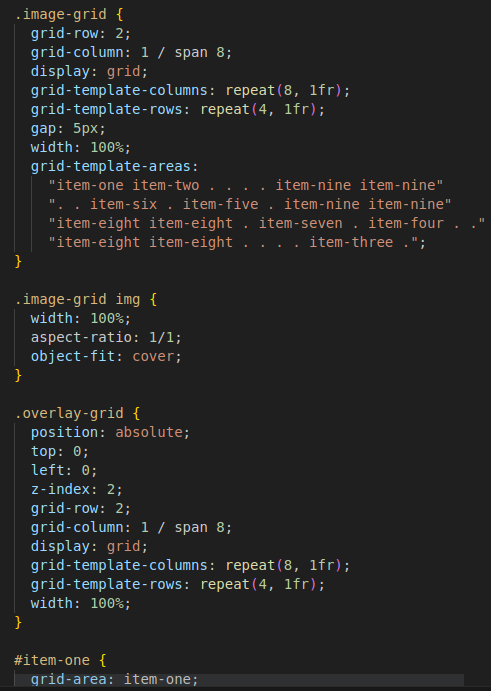 .image-grid {
grid-row: 2;
grid-column: 1 / span 8;
display: grid;
grid-template-columns: repeat(8, 1fr);
grid-template-rows: repeat(4, 1fr);
gap: 5px;
width: 100%;
grid-template-areas:
"item-one item-two . . . . item-nine item-nine"
". . item-six . item-five . item-nine item-nine"
"item-eight item-eight . item-seven . item-four . ."
"item-eight item-eight . . . . item-three .";
}
.image-grid img {
width: 100%;
aspect-ratio: 1/1;
object-fit: cover;
}
.overlay-grid {
position: absolute;
top: 0;
left: 0;
z-index: 2;
grid-row: 2;
grid-column: 1 / span 8;
display: grid;
grid-template-columns: repeat(8, 1fr);
grid-template-rows: repeat(4, 1fr);
width: 100%;
}
#item-one {
grid-area: item-one;